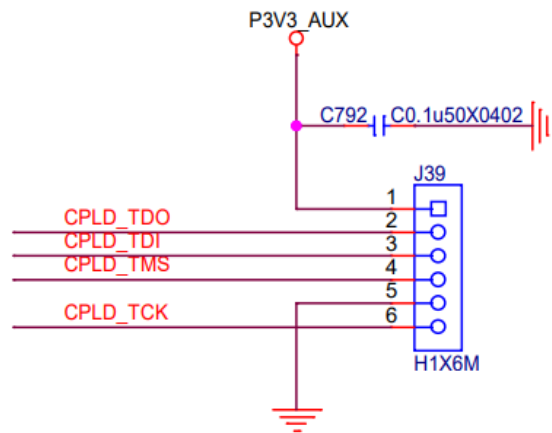 P3V3_AUX
C792 C0.1u50X0402
J39
1
CPLD_TDO 2
CPLD_TDI 3
CPLD_TMS 4
5
CPLD_TCK 6
H1X6M